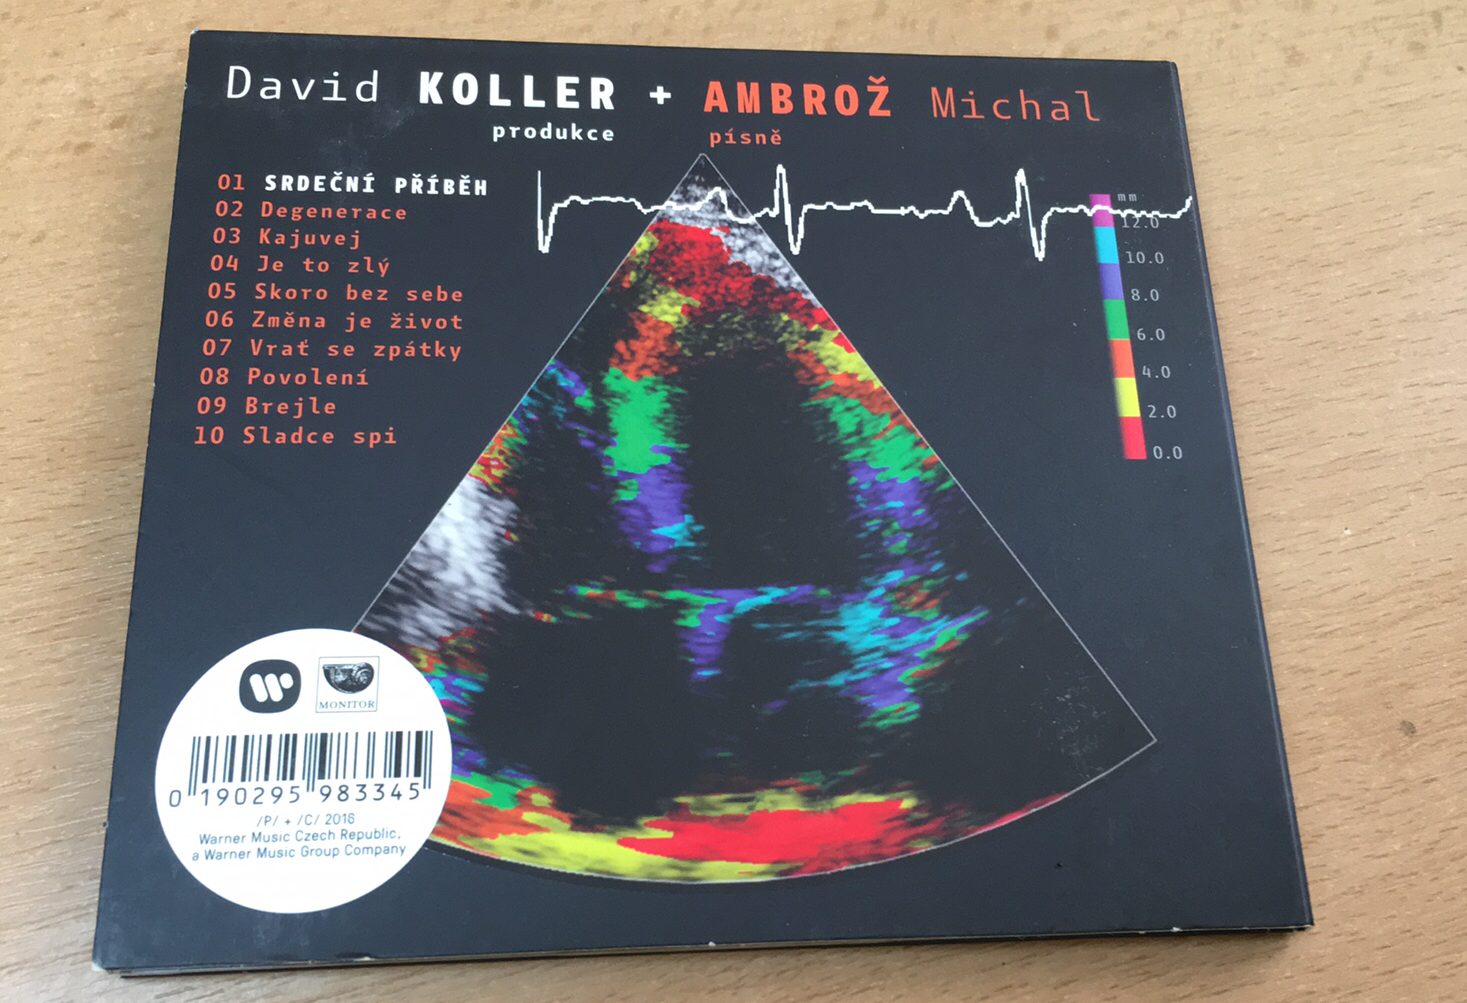 David KOLLER + AMBROŽ Michal
produkce písně
01 SRDEČNÍ PŘÍBĚH
02 Degenerace
03 Kajuvej
04 Je to zlý
05 Skoro bez sebe
06 Změna je život
07 Vrať se zpátky
08 Povolení
09 Brejle
10 Sladce spi
mm
12.0
10.0
8.0
6.0
4.0
2.0
0.0
MONITOR
0 190295 983345
/P/ + /C/ 2016
Warner Music Czech Republic,
a Warner Music Group Company